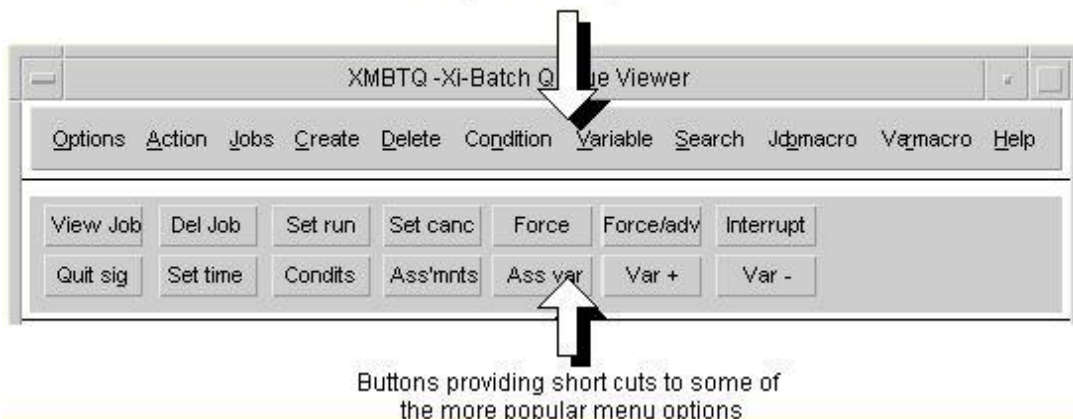 XMBTQ -Xi-Batch Q ue Viewer
Options Action Jobs Create Delete Condition Variable Search Jobmacro Varmacro Help
View Job Del Job Set run Set canc Force Force/adv Interrupt
Quit sig Set time Condits Ass'mnts Ass var Var + Var -
Buttons providing short cuts to some of
the more popular menu options